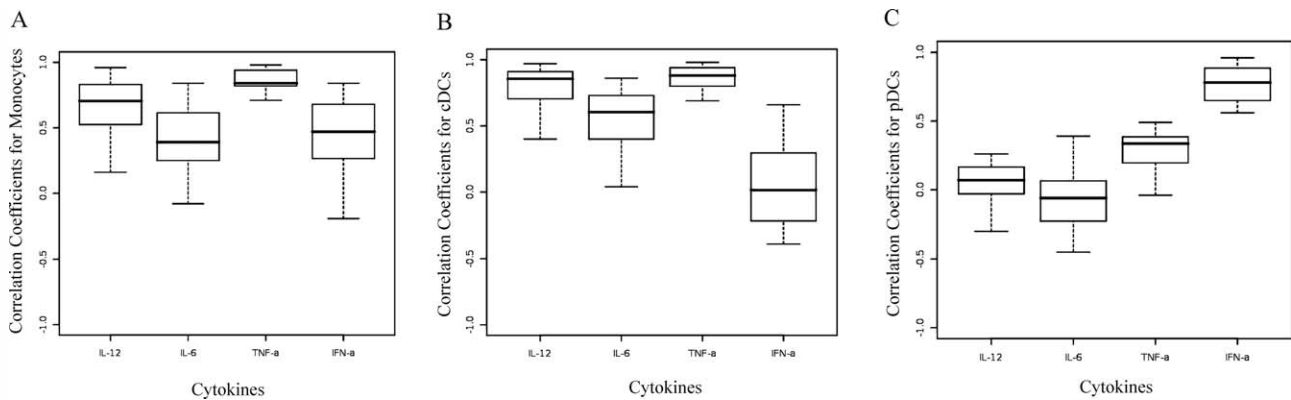 A
Correlation Coefficients for Monocytes
1.0
0.5
0.0
-0.5
-1.0
IL-12 IL-6 TNF-a IFN-a
Cytokines
B
Correlation Coefficients for cDCs
1.0
0.5
0.0
-0.5
-1.0
IL-12 IL-6 TNF-a IFN-a
Cytokines
C
Correlation Coefficients for pDCs
1.0
0.5
0.0
-0.5
-1.0
IL-12 IL-6 TNF-a IFN-a
Cytokines